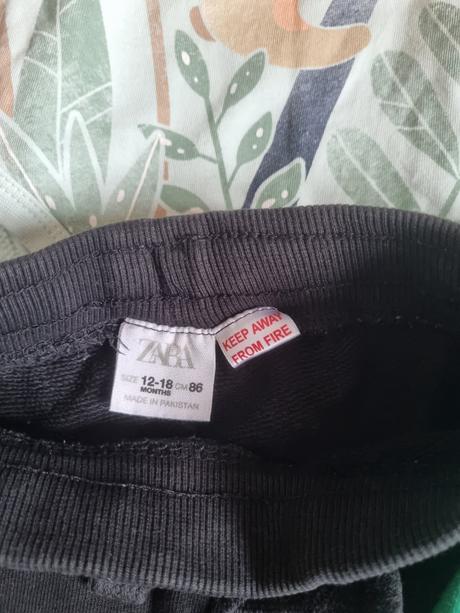 ZARA
SIZE 12-18 CM 86
MONTHS
MADE IN PAKISTAN
KEEP AWAY
FROM FIRE